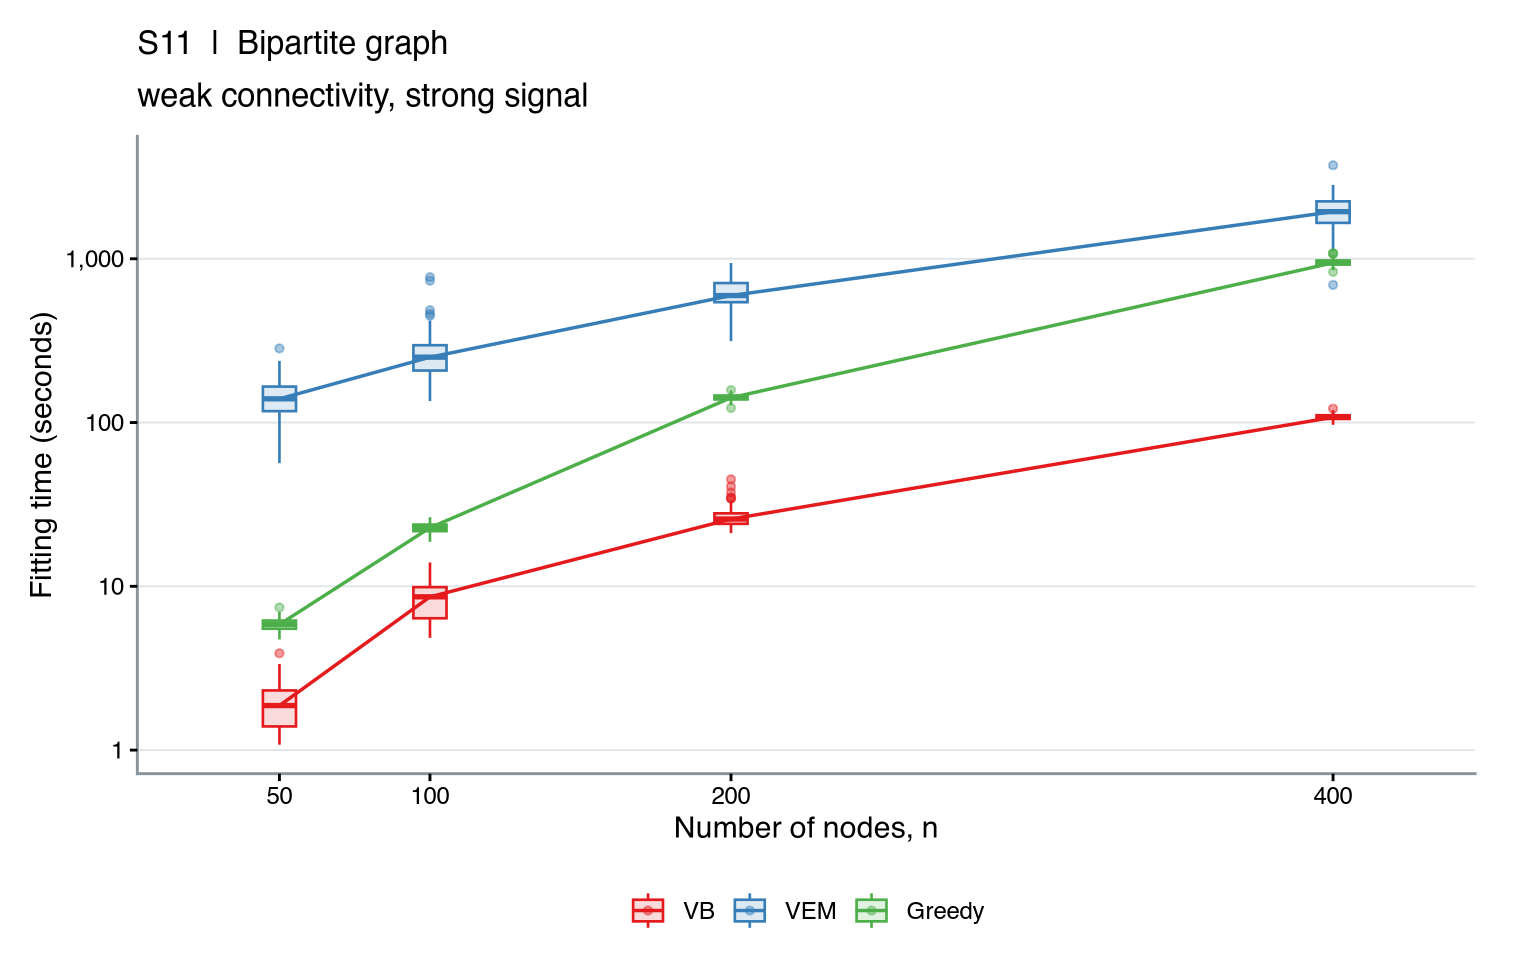 S11 | Bipartite graph
weak connectivity, strong signal
Fitting time (seconds)
1,000
100
10
1
50 100 200 400
Number of nodes, n
VB VEM Greedy